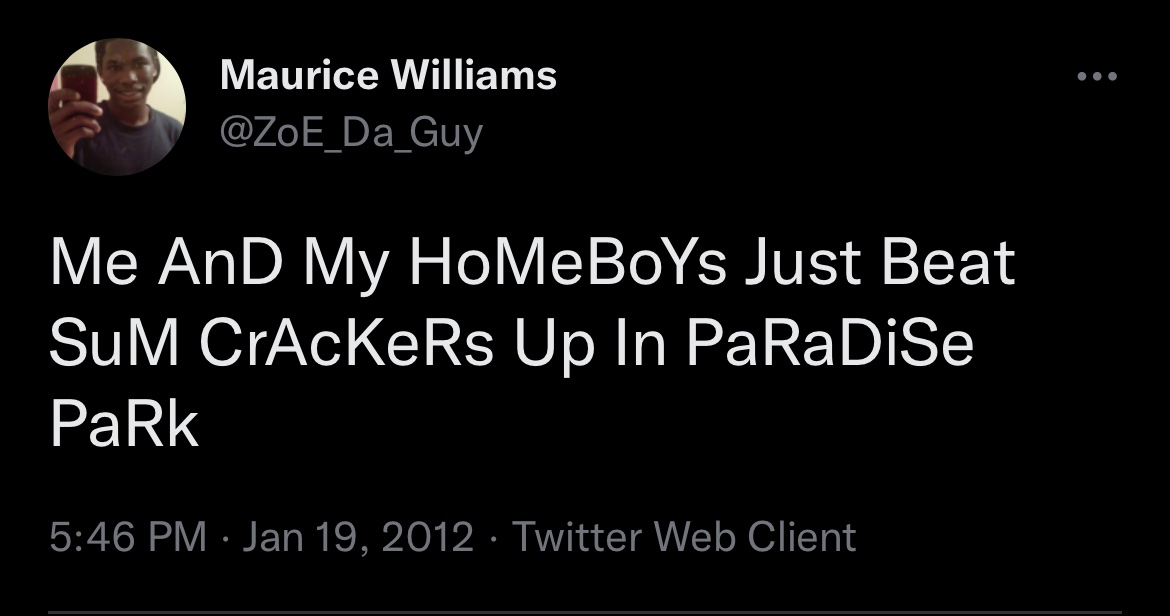 Maurice Williams
@ZoE_Da_Guy
Me AnD My HoMeBoYs Just Beat
SuM CrAcKeRs Up In PaRaDiSe
PaRk
5:46 PM · Jan 19, 2012 · Twitter Web Client